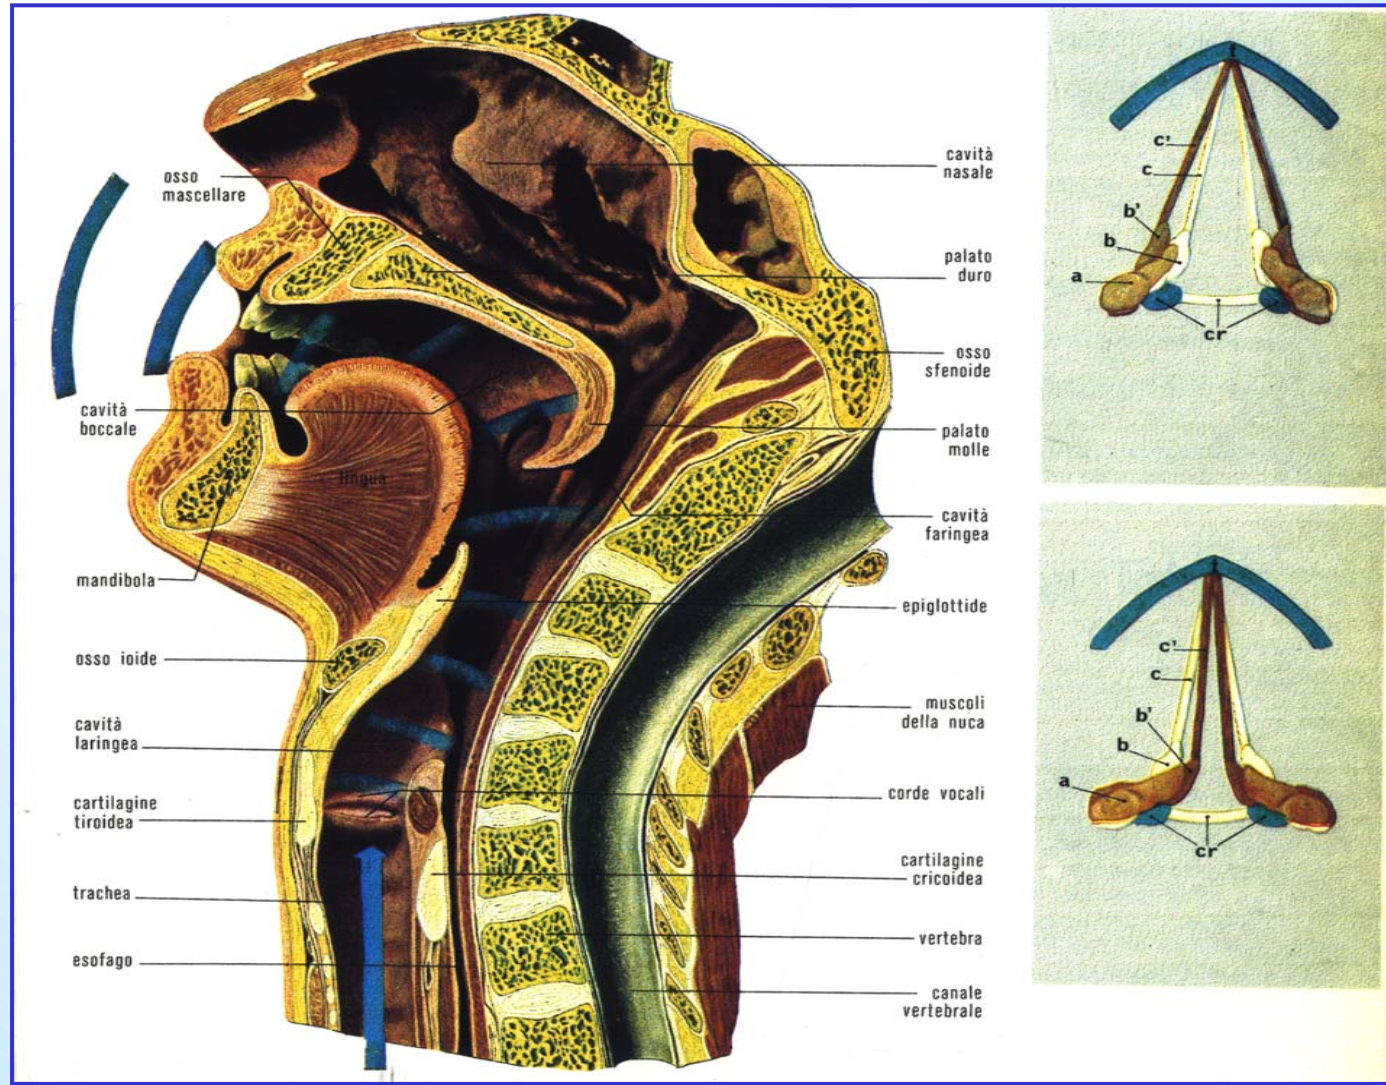 osso
mascellare
cavità
boccale
lingua
mandibola
osso ioide
cavità
laringea
cartilagine
tiroidea
trachea
esofago
cavità
nasale
palato
duro
osso
sfenoide
palato
molle
cavità
faringea
epiglottide
muscoli
della nuca
corde vocali
cartilagine
cricoidea
vertebra
canale
vertebrale
t
c'
c
b'
b
a
cr
t
c'
c
b'
b
a
cr